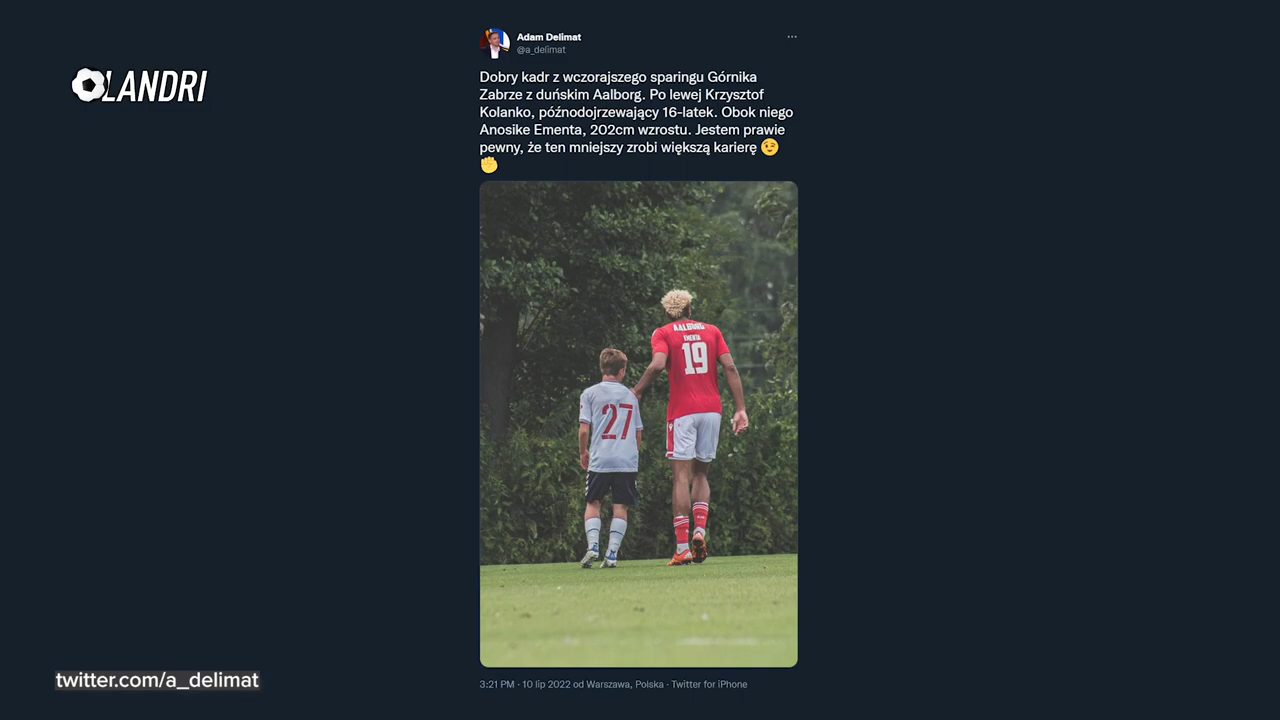 Adam Delimat
@a_delimat
LANDRI
Dobry kadr z wczorajszego sparingu Górnika
Zabrze z duńskim Aalborg. Po lewej Krzysztof
Kolanko, późnodojrzewający 16-latek. Obok niego
Anosike Ementa, 202cm wzrostu. Jestem prawie
pewny, że ten mniejszy zrobi większą karierę 😉
✊
AALBORG
EMENTA
19
27
twitter.com/a_delimat
3:21 PM · 10 lip 2022 od Warszawa, Polska · Twitter for iPhone